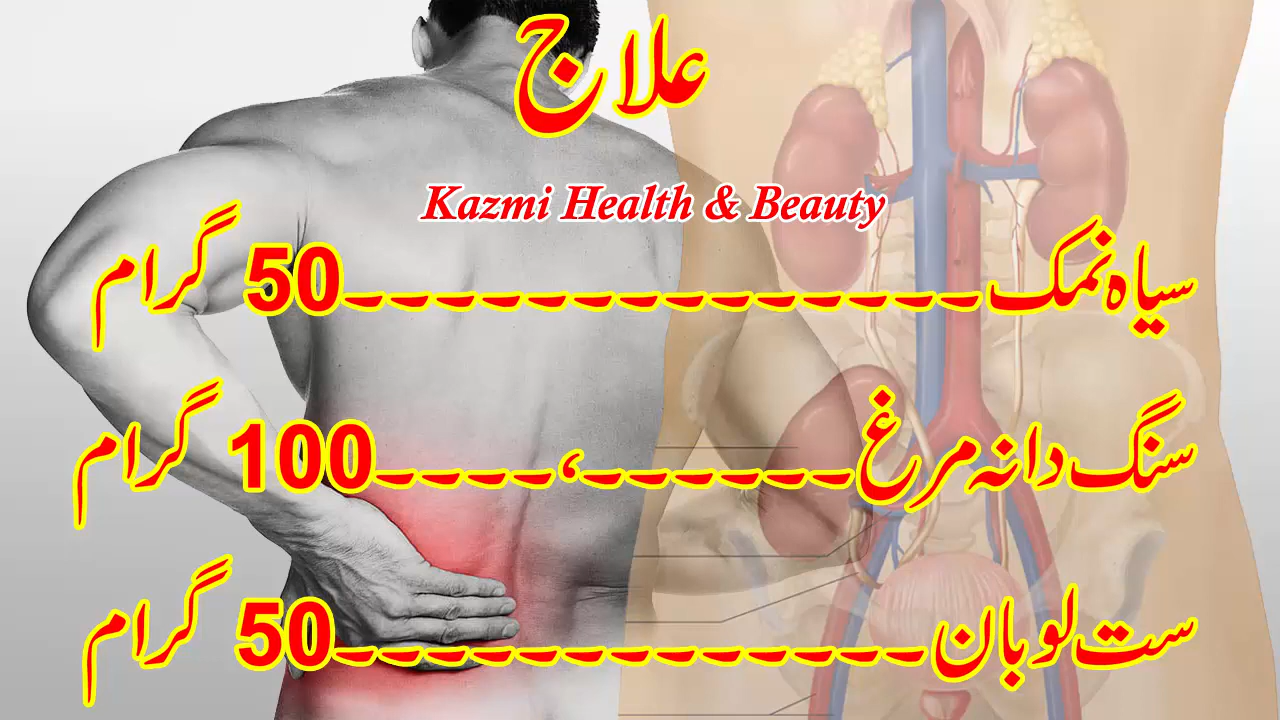 علاج
Kazmi Health & Beauty
سیاہ نمک۔۔۔۔۔۔۔۔۔۔۔۔۔۔۔۔50 گرام
سنگ دانہ مرغ۔۔۔۔۔۔،۔۔۔۔100 گرام
ست لوبان۔۔۔۔۔۔۔۔۔۔۔۔۔۔50 گرام